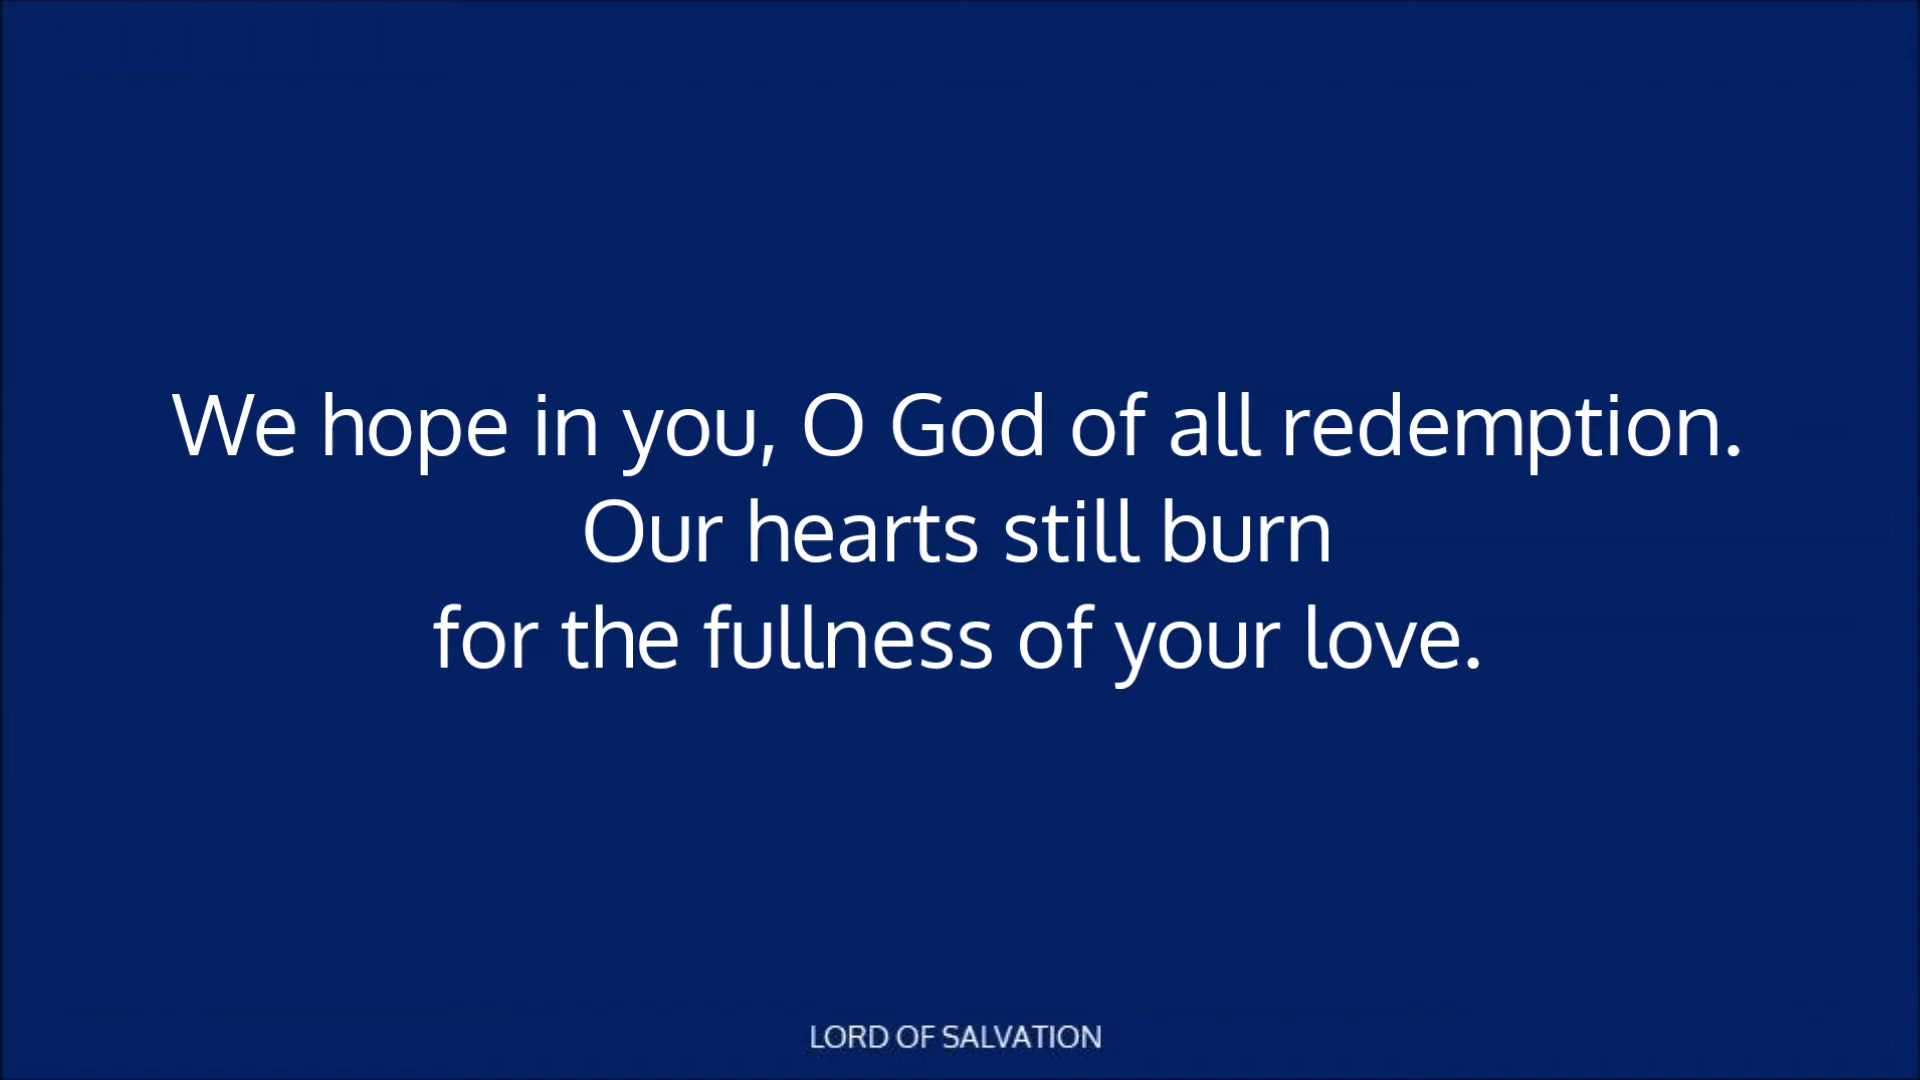 We hope in you, O God of all redemption.
Our hearts still burn
for the fullness of your love.
LORD OF SALVATION